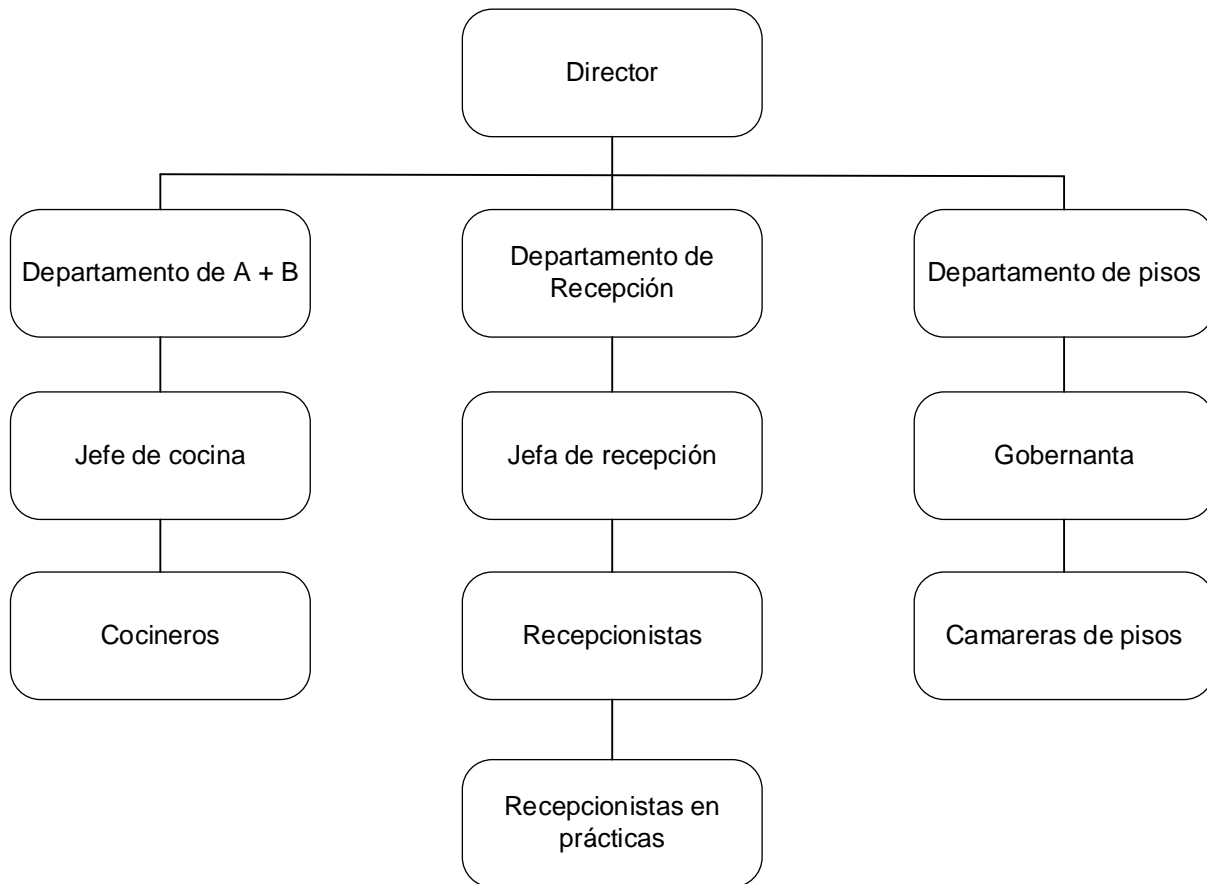 Director
Departamento de A + B
Departamento de
Recepción
Departamento de pisos
Jefe de cocina
Jefa de recepción
Gobernanta
Cocineros
Recepcionistas
Camareras de pisos
Recepcionistas en
prácticas